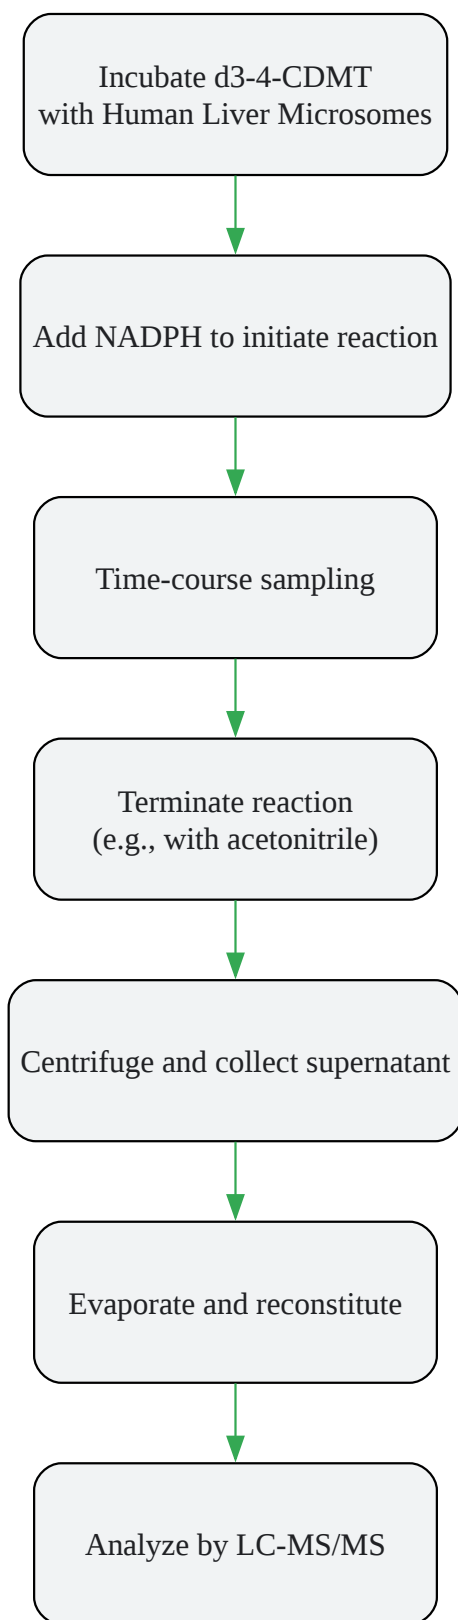 Incubate d3-4-CDMT
with Human Liver Microsomes
Add NADPH to initiate reaction
Time-course sampling
Terminate reaction
(e.g., with acetonitrile)
Centrifuge and collect supernatant
Evaporate and reconstitute
Analyze by LC-MS/MS